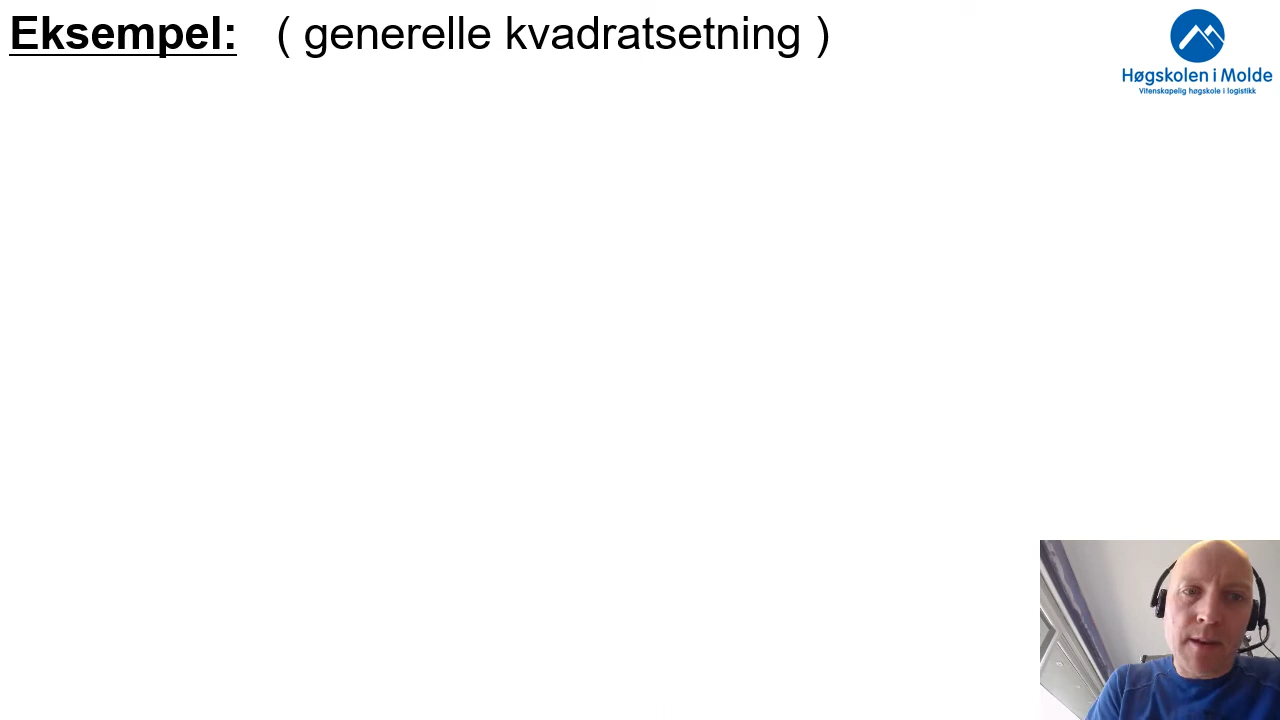 Eksempel: ( generelle kvadratsetning )
Høgskolen i Molde
Vitenskapelig høgskole i logistikk